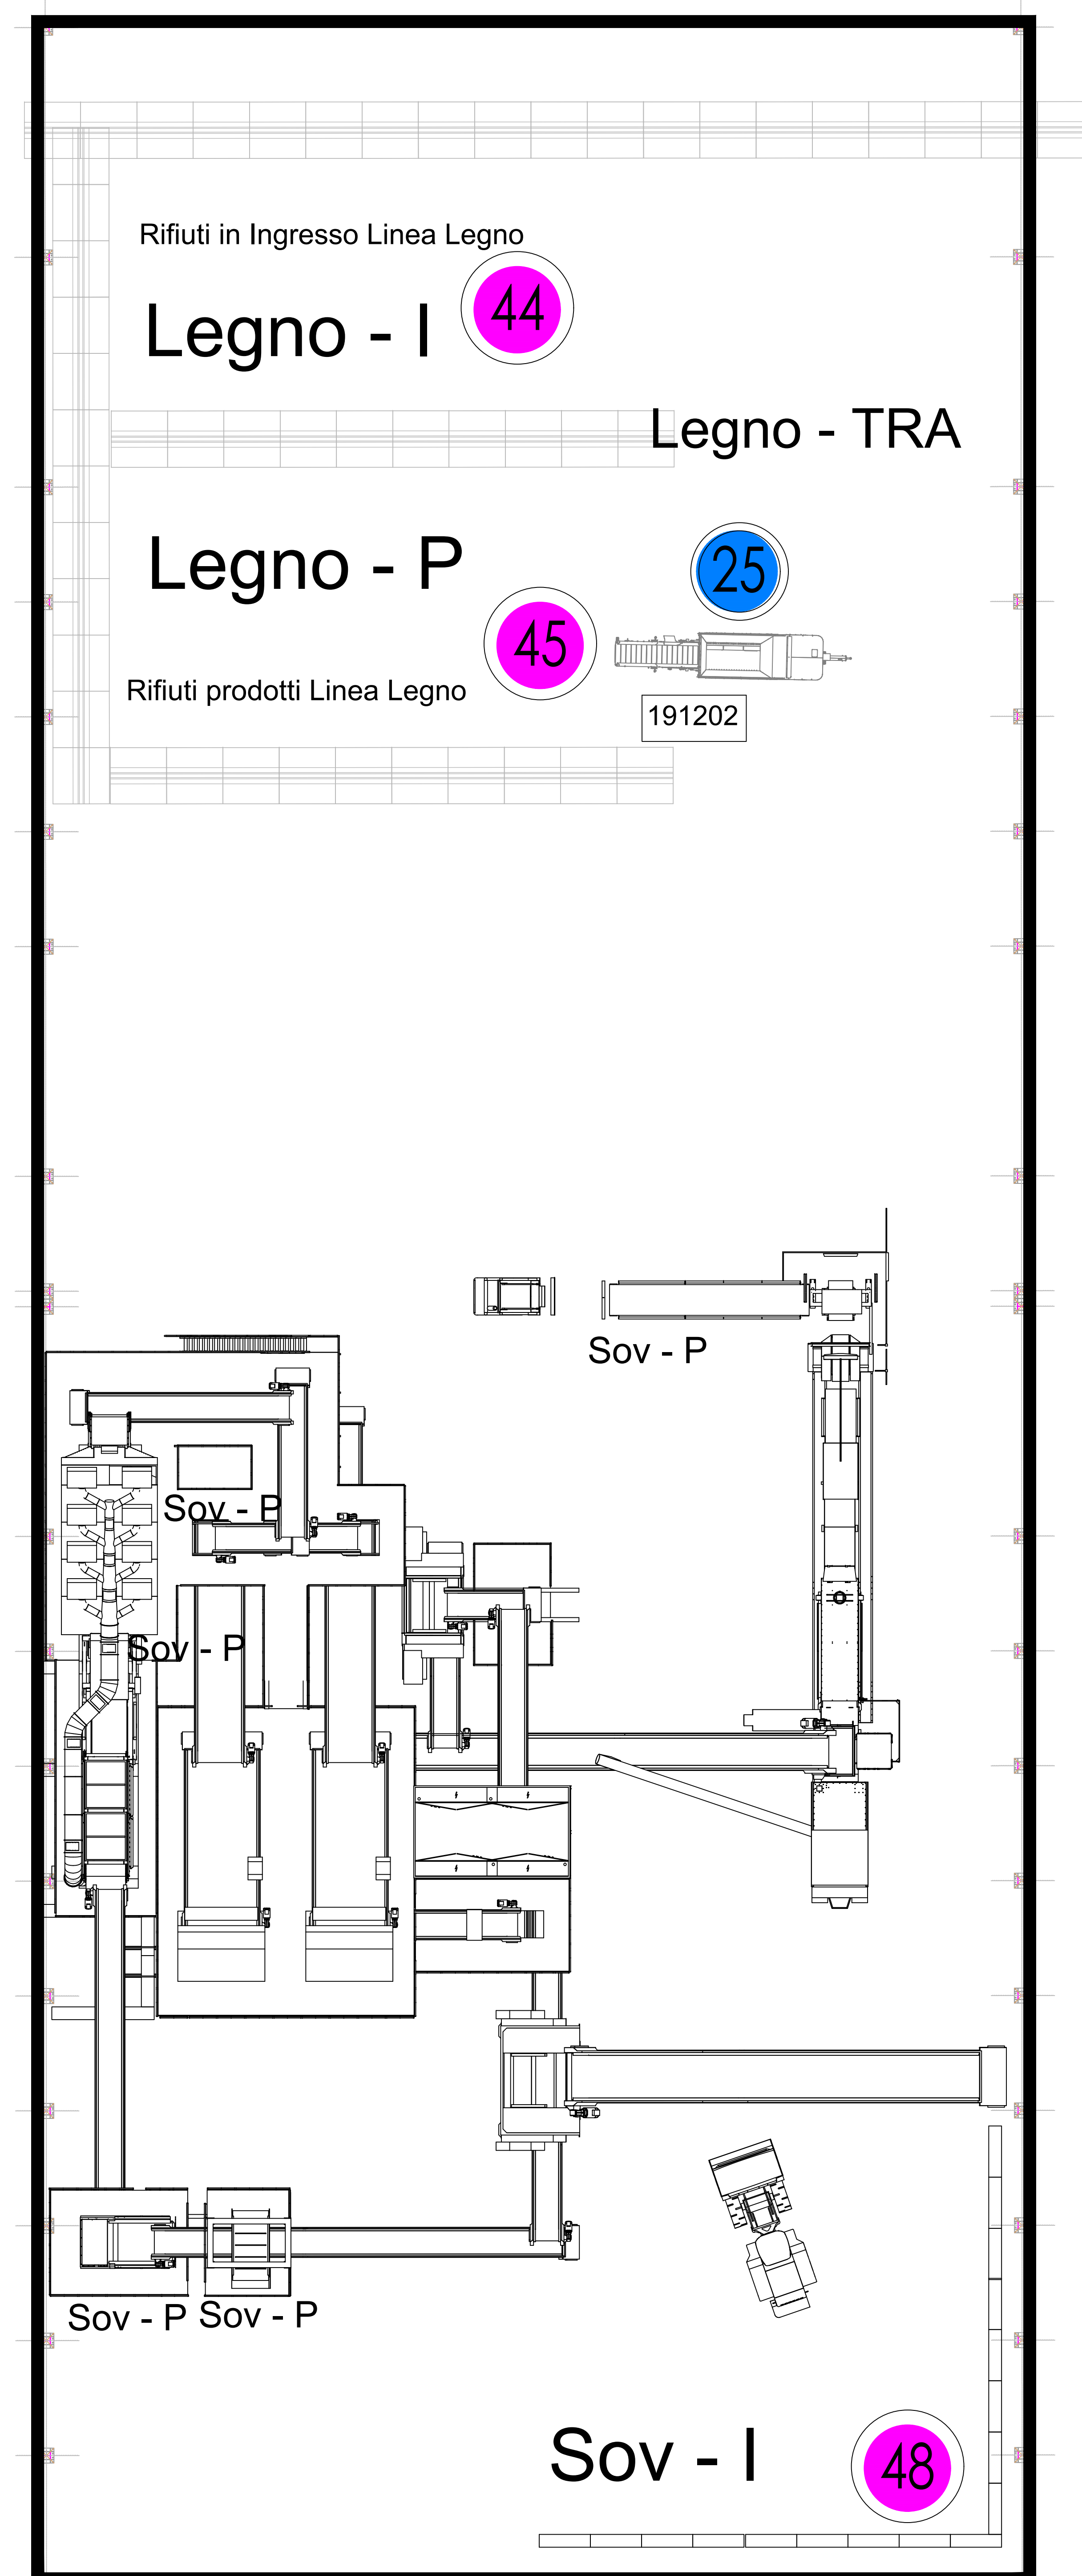 Rifiuti in Ingresso Linea Legno
Legno - I
44
Legno - TRA
Legno - P
25
45
Rifiuti prodotti Linea Legno
191202
Sov - P
Sov - P
Sov - P
Sov - P
Sov - P
Sov - I
48